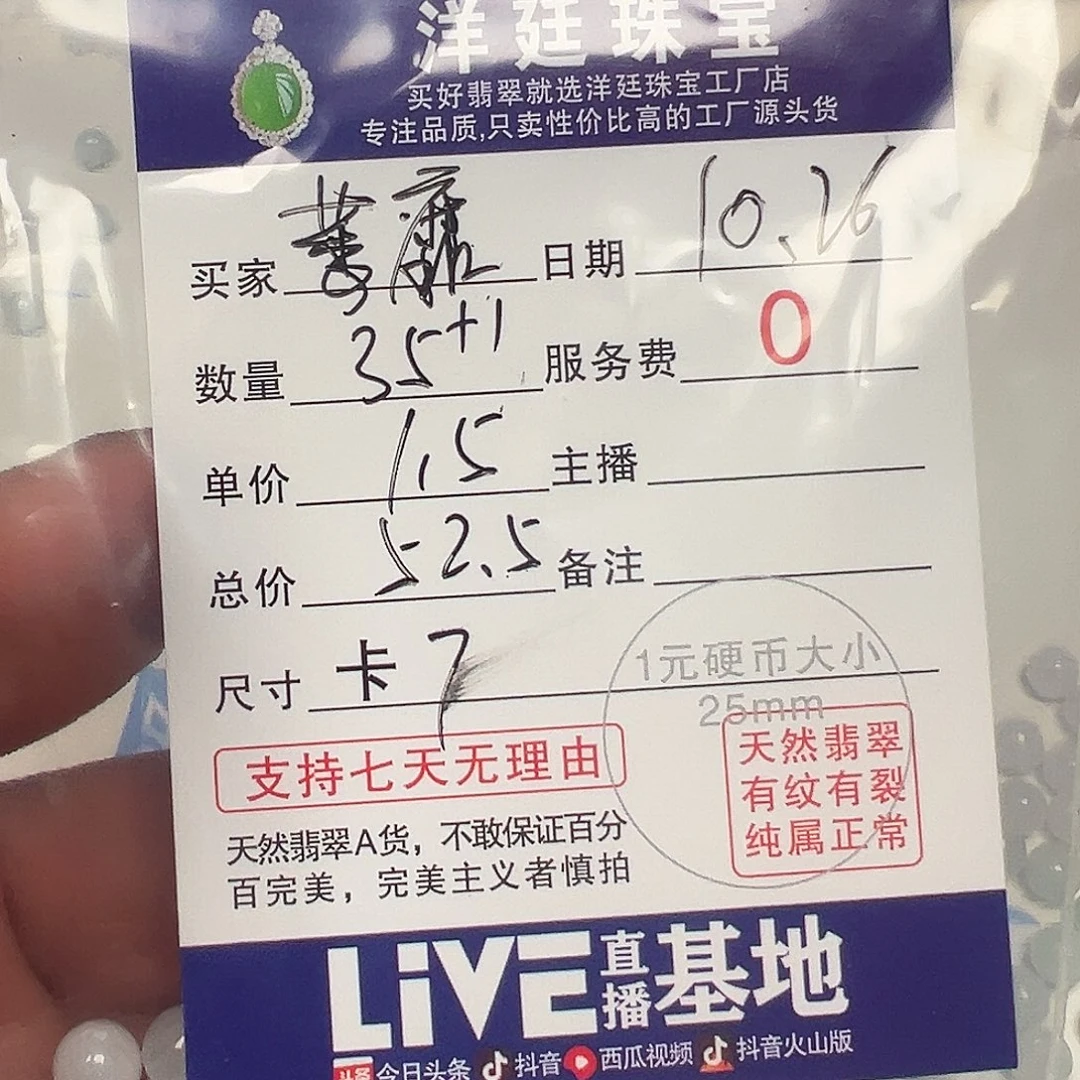 洋廷珠宝
买好翡翠就选洋廷珠宝工厂店
专注品质,只卖性价比高的工厂源头货
买家 日期 10.26
数量 35+1 服务费 0
单价 1.5 主播
总价 52.5 备注
尺寸 卡 7
1元硬币大小
25mm
支持七天无理由
天然翡翠
有纹有裂
纯属正常
天然翡翠A货，不敢保证百分
百完美，完美主义者慎拍
LiVE直播基地
头条 今日头条 抖音 西瓜视频 抖音火山版